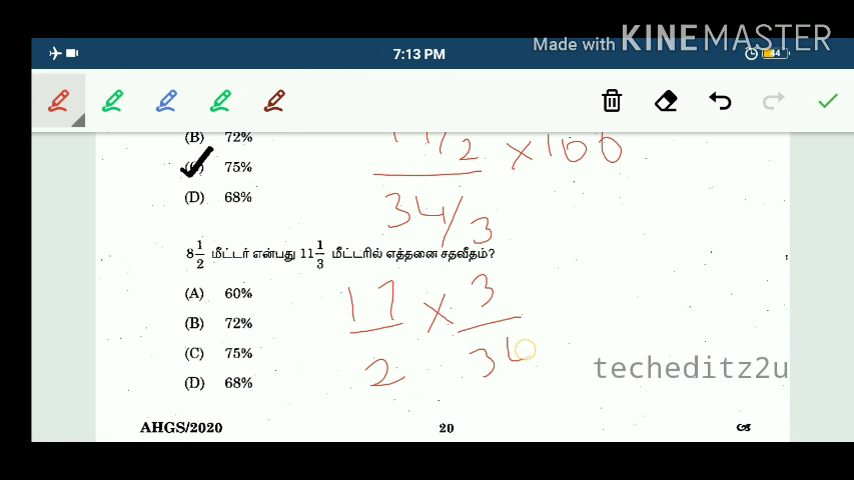 Made with KINEMASTER
7:13 PM
44
(B) 72%
17/2
× 100
(C) 75%
34/3
(D) 68%
8 1/2 மீட்டர் என்பது 11 1/3 மீட்டரில் எத்தனை சதவீதம்?
(A) 60%
17/2 × 3/34
(B) 72%
(C) 75%
techeditz2u
(D) 68%
AHGS/2020 20